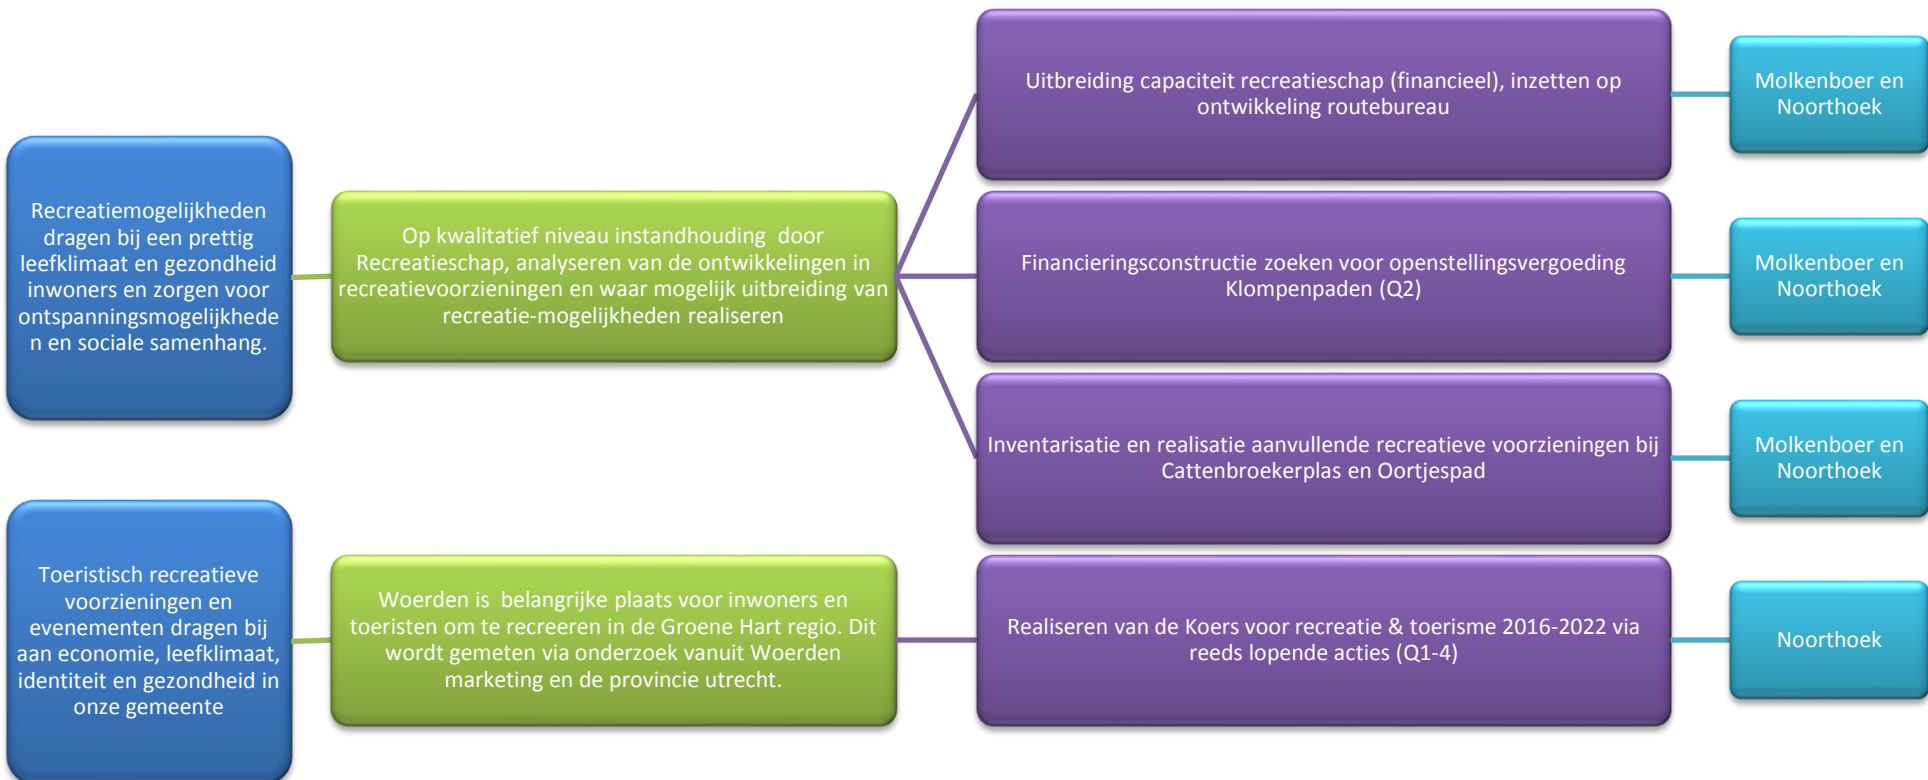 Recreatiemogelijkheden
dragen bij een prettig
leefklimaat en gezondheid
inwoners en zorgen voor
ontspanningsmogelijkhede
n en sociale samenhang.
Op kwalitatief niveau instandhouding door
Recreatieschap, analyseren van de ontwikkelingen in
recreatievoorzieningen en waar mogelijk uitbreiding van
recreatie-mogelijkheden realiseren
Uitbreiding capaciteit recreatieschap (financieel), inzetten op
ontwikkeling routebureau
Molkenboer en
Noorthoek
Financieringsconstructie zoeken voor openstellingsvergoeding
Klompenpaden (Q2)
Molkenboer en
Noorthoek
Inventarisatie en realisatie aanvullende recreatieve voorzieningen bij
Cattenbroekerplas en Oortjespad
Molkenboer en
Noorthoek
Toeristisch recreatieve
voorzieningen en
evenementen dragen bij
aan economie, leefklimaat,
identiteit en gezondheid in
onze gemeente
Woerden is belangrijke plaats voor inwoners en
toeristen om te recreeren in de Groene Hart regio. Dit
wordt gemeten via onderzoek vanuit Woerden
marketing en de provincie utrecht.
Realiseren van de Koers voor recreatie & toerisme 2016-2022 via
reeds lopende acties (Q1-4)
Noorthoek